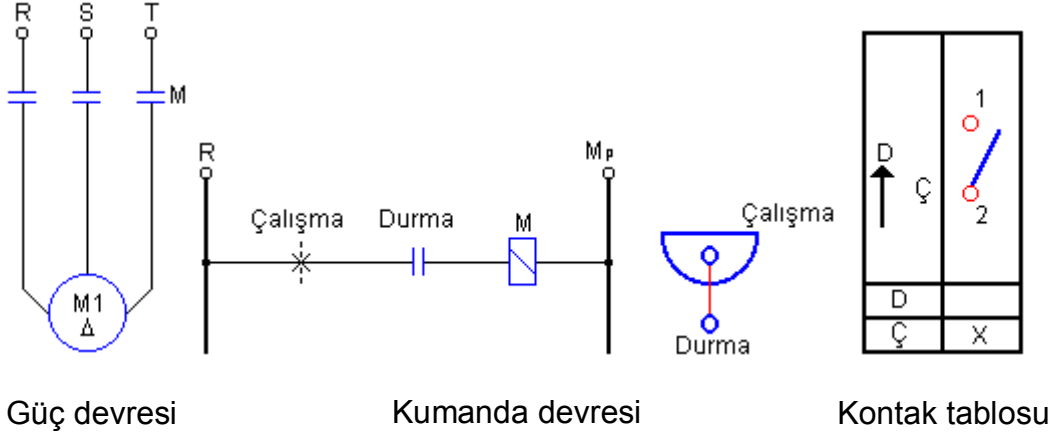 R S T
M
M1
Δ
R
Mp
Çalışma
Durma
M
Çalışma
Durma
D
Ç
1
2
D
Ç X
Güç devresi
Kumanda devresi
Kontak tablosu